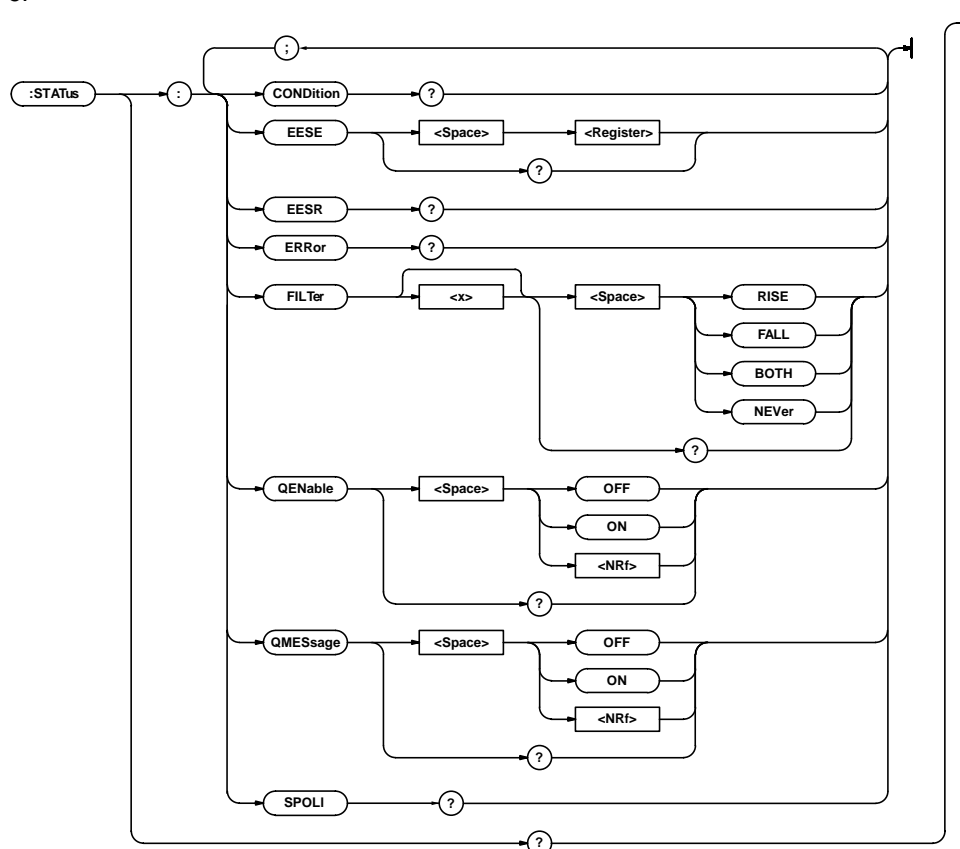 ;
:STATus : CONDition ?
EESE <Space> <Register>
?
EESR ?
ERRor ?
FILTer <x> <Space> RISE
FALL
BOTH
NEVer
?
QENable <Space> OFF
ON
<NRf>
?
QMESsage <Space> OFF
ON
<NRf>
?
SPOLl ?
?